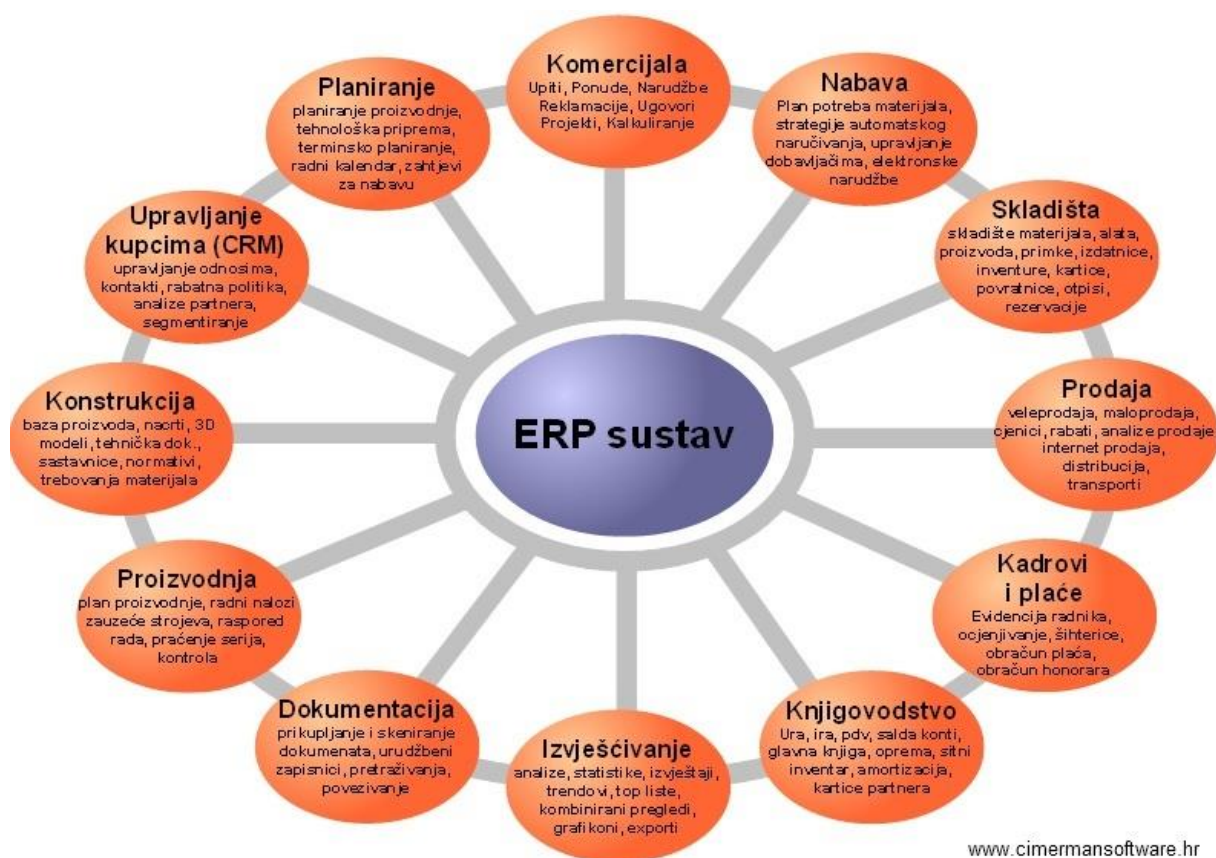 Komercijala
Upiti, Ponude, Narudžbe
Reklamacije, Ugovori
Projekti, Kalkuliranje
Nabava
Plan potreba materijala,
strategije automatskog
naručivanja, upravljanje
dobavljačima, elektronske
narudžbe
Skladišta
skladište materijala, alata,
proizvoda, primke, izdatnice,
inventure, kartice,
povratnice, otpisi,
rezervacije
Prodaja
veleprodaja, maloprodaja,
cjenici, rabati, analize prodaje
internet prodaja,
distribucija,
transporti
Kadrovi
i plaće
Evidencija radnika,
ocjenjivanje, šihterice,
obračun plaća,
obračun honorara
Knjigovodstvo
Ura, ira, pdv, salda konti,
glavna knjiga, oprema, sitni
inventar, amortizacija,
kartice partnera
Izvješćivanje
analize, statistike, izvještaji,
trendovi, top liste,
kombinirani pregledi,
grafikoni, exporti
Dokumentacija
prikupljanje i skeniranje
dokumenata, urudžbeni
zapisnici, pretraživanja,
povezivanje
Proizvodnja
plan proizvodnje, radni nalozi
zauzeće strojeva, raspored
rada, praćenje serija,
kontrola
Konstrukcija
baza proizvoda, nacrti, 3D
modeli, tehnička dok.,
sastavnice, normativi,
trebovanja materijala
Upravljanje
kupcima (CRM)
upravljanje odnosima,
kontakti, rabatna politika,
analize partnera,
segmentiranje
Planiranje
planiranje proizvodnje,
tehnološka priprema,
terminsko planiranje,
radni kalendar, zahtjevi
za nabavu
ERP sustav
www.cimermansoftware.hr